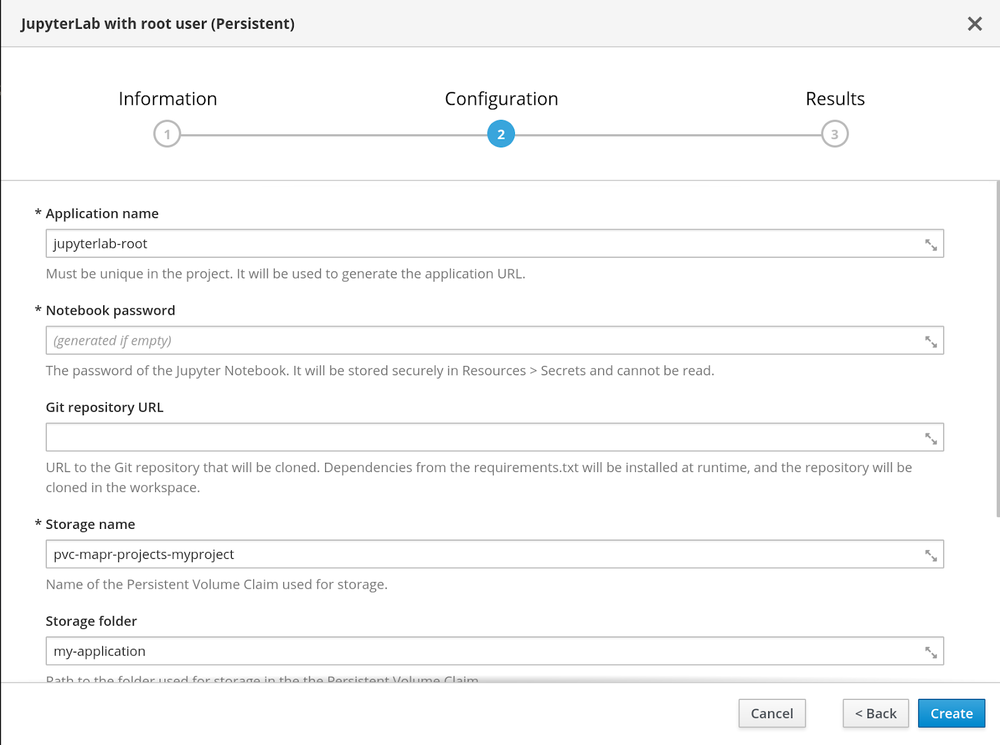 JupyterLab with root user (Persistent)
Information
Configuration
Results
1
2
3
* Application name
jupyterlab-root
Must be unique in the project. It will be used to generate the application URL.
* Notebook password
(generated if empty)
The password of the Jupyter Notebook. It will be stored securely in Resources > Secrets and cannot be read.
Git repository URL
URL to the Git repository that will be cloned. Dependencies from the requirements.txt will be installed at runtime, and the repository will be
cloned in the workspace.
* Storage name
pvc-mapr-projects-myproject
Name of the Persistent Volume Claim used for storage.
Storage folder
my-application
Path to the folder used for storage in the the Persistent Volume Claim
Cancel
< Back
Create